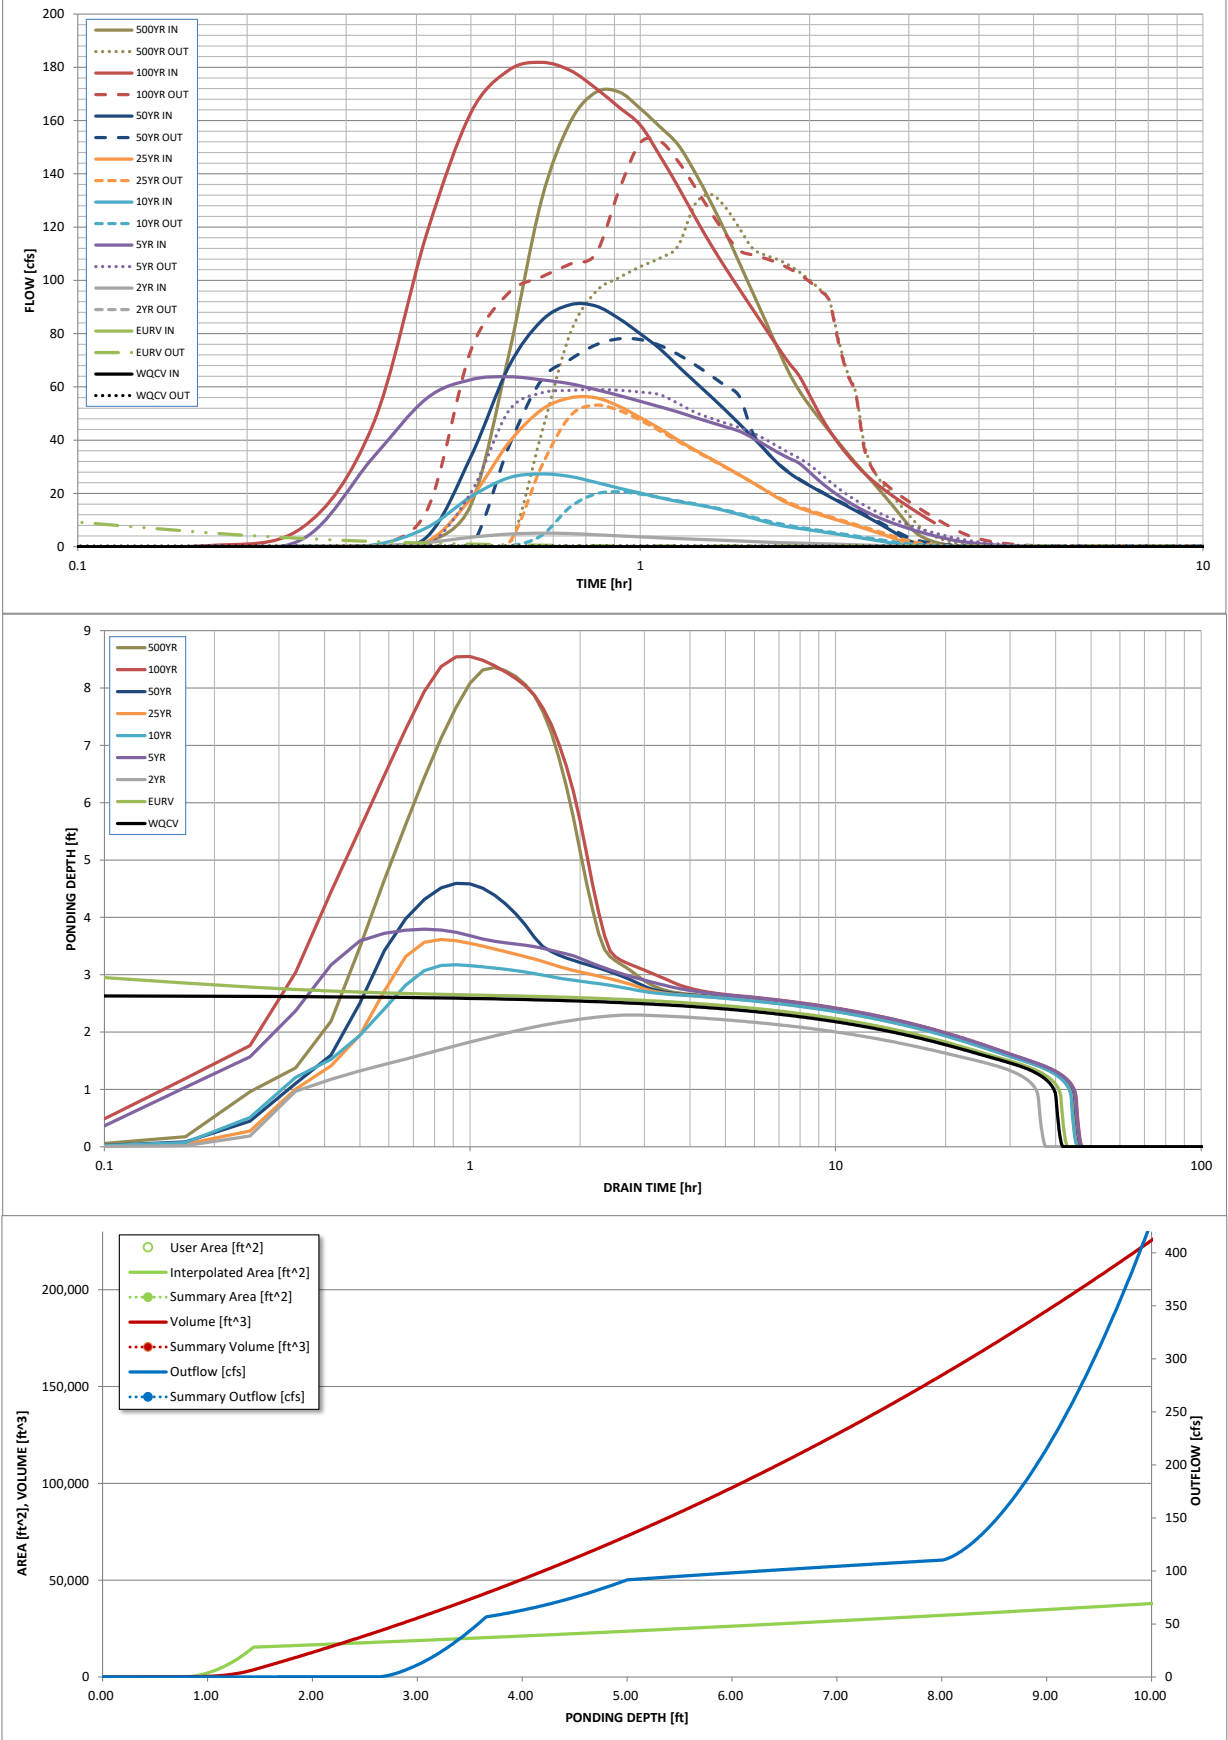 200
180
160
140
120
100
80
60
40
20
0
FLOW [cfs]
500YR IN
500YR OUT
100YR IN
100YR OUT
50YR IN
50YR OUT
25YR IN
25YR OUT
10YR IN
10YR OUT
5YR IN
5YR OUT
2YR IN
2YR OUT
EURV IN
EURV OUT
WQCV IN
WQCV OUT
0.1
1
10
TIME [hr]
9
8
7
6
5
4
3
2
1
0
PONDING DEPTH [ft]
500YR
100YR
50YR
25YR
10YR
5YR
2YR
EURV
WQCV
0.1
1
10
100
DRAIN TIME [hr]
200,000
150,000
100,000
50,000
0
AREA [ft^2], VOLUME [ft^3]
User Area [ft^2]
Interpolated Area [ft^2]
Summary Area [ft^2]
Volume [ft^3]
Summary Volume [ft^3]
Outflow [cfs]
Summary Outflow [cfs]
400
350
300
250
200
150
100
50
0
OUTFLOW [cfs]
0.00
1.00
2.00
3.00
4.00
5.00
6.00
7.00
8.00
9.00
10.00
PONDING DEPTH [ft]